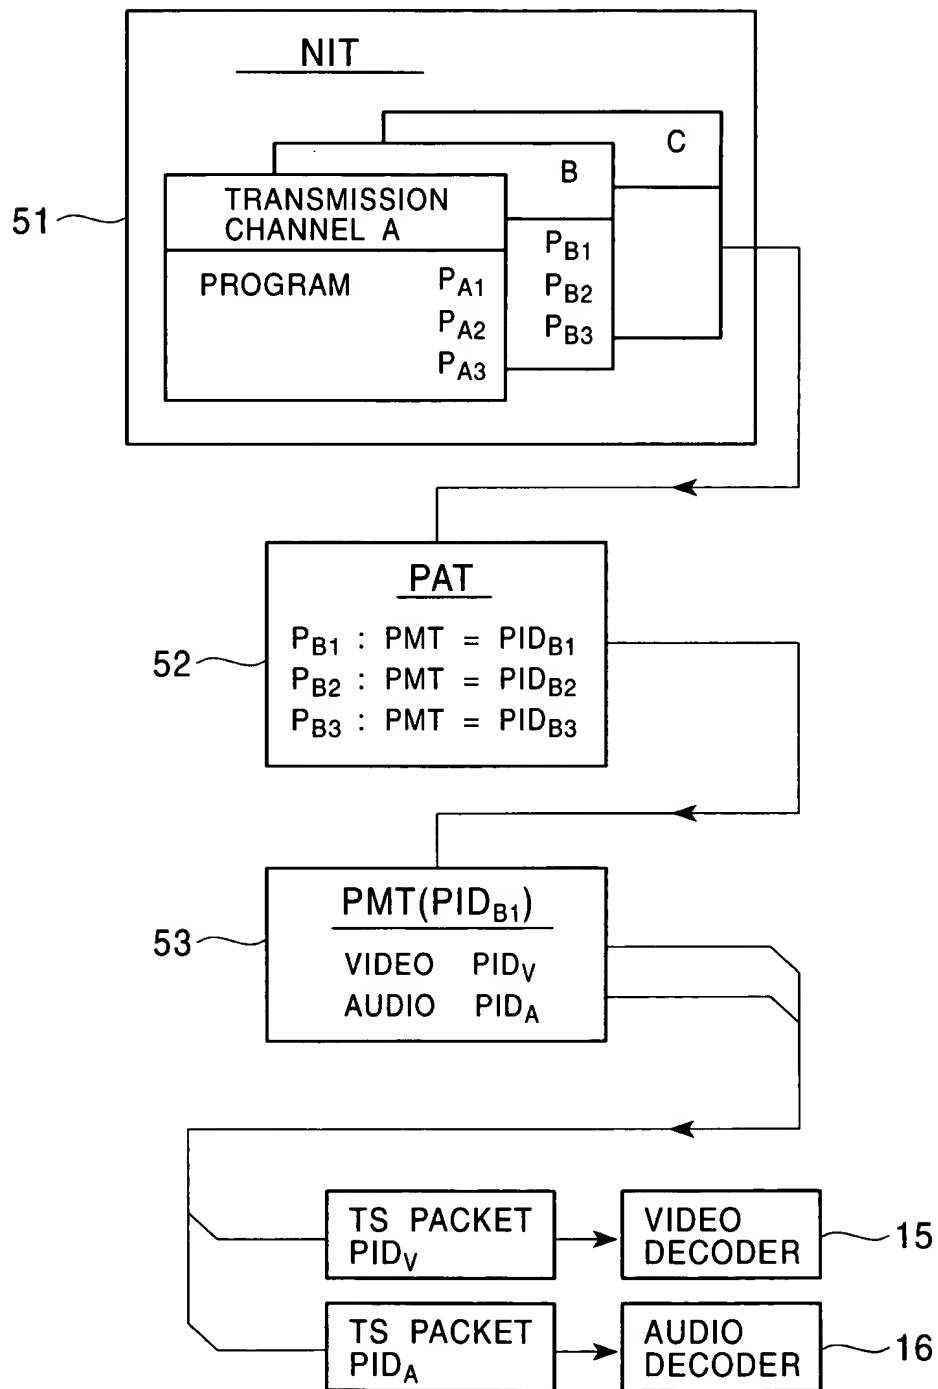 NIT
C
B
TRANSMISSION
CHANNEL A
51
PROGRAM
PA1
PA2
PA3
PB1
PB2
PB3
PAT
PB1 : PMT = PIDB1
PB2 : PMT = PIDB2
PB3 : PMT = PIDB3
52
PMT(PIDB1)
53
VIDEO PIDV
AUDIO PIDA
TS PACKET
PIDV
VIDEO
DECODER
15
TS PACKET
PIDA
AUDIO
DECODER
16